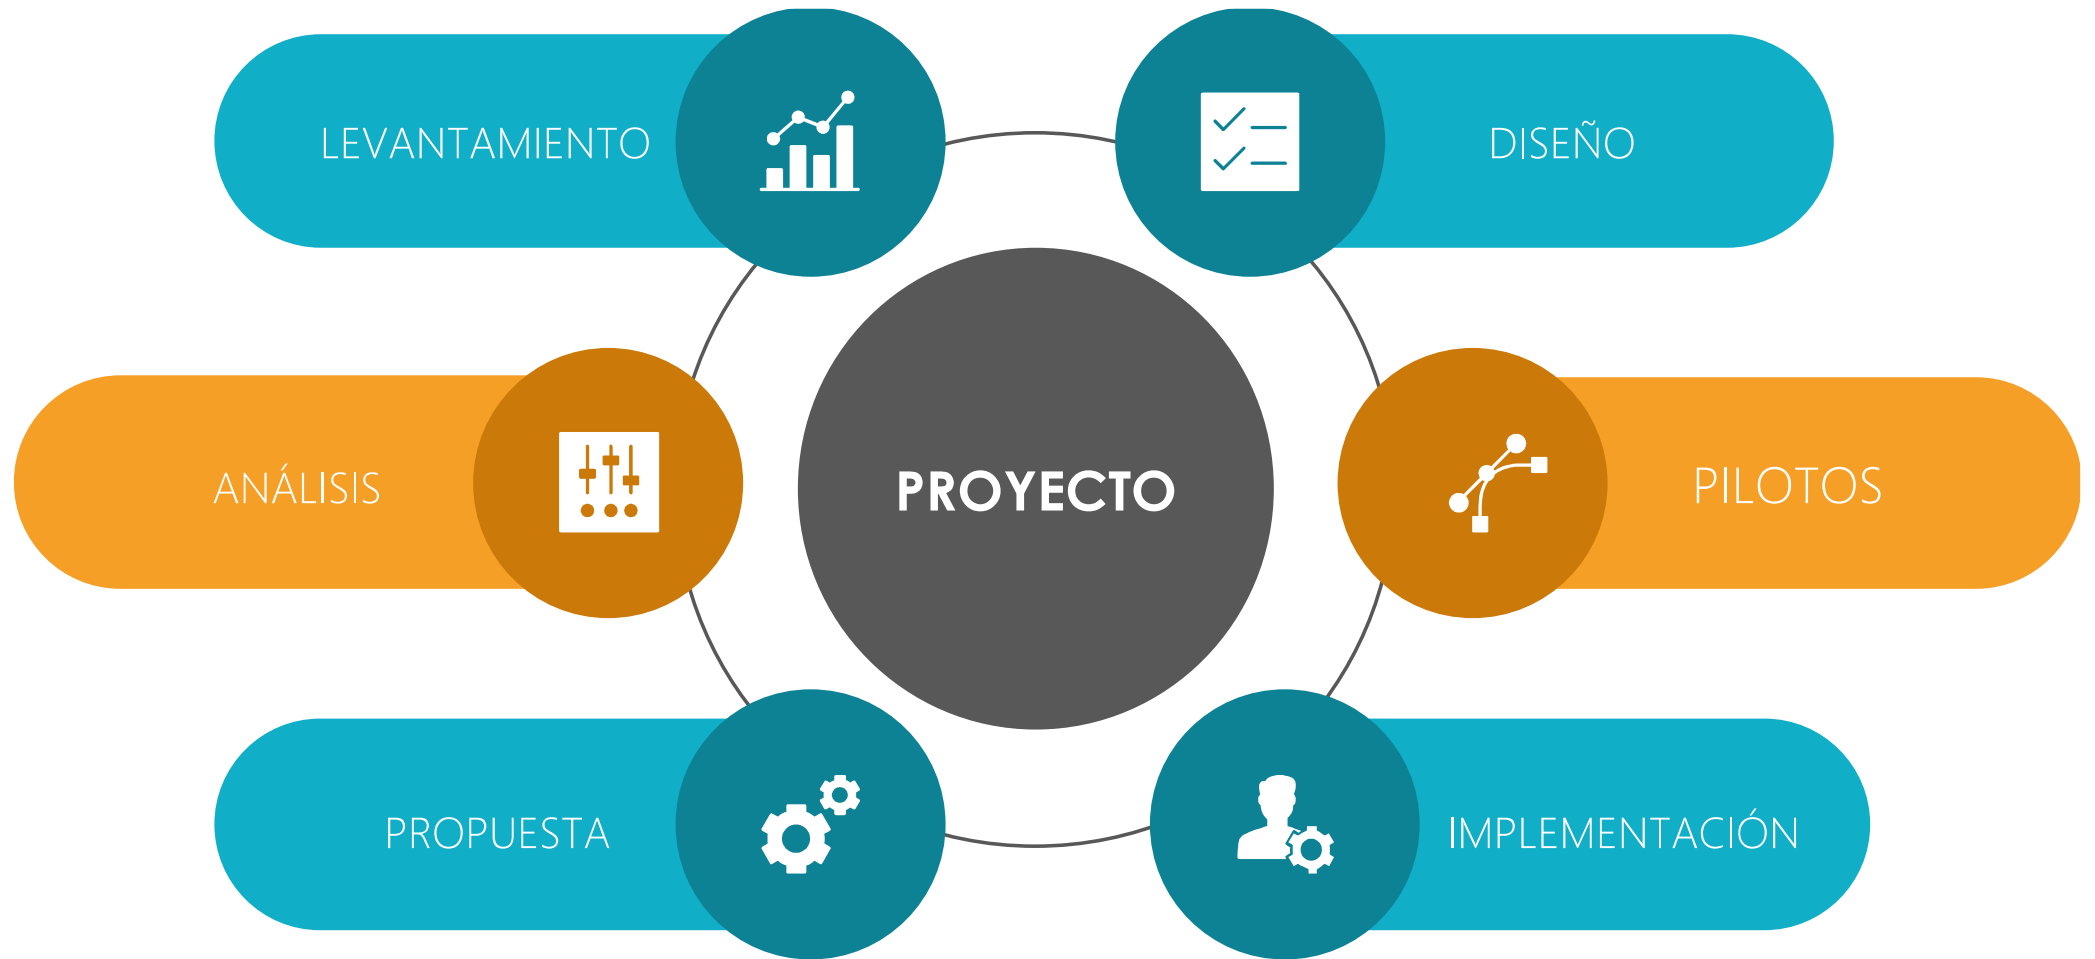 LEVANTAMIENTO
DISEÑO
ANÁLISIS
PROYECTO
PILOTOS
PROPUESTA
IMPLEMENTACIÓN